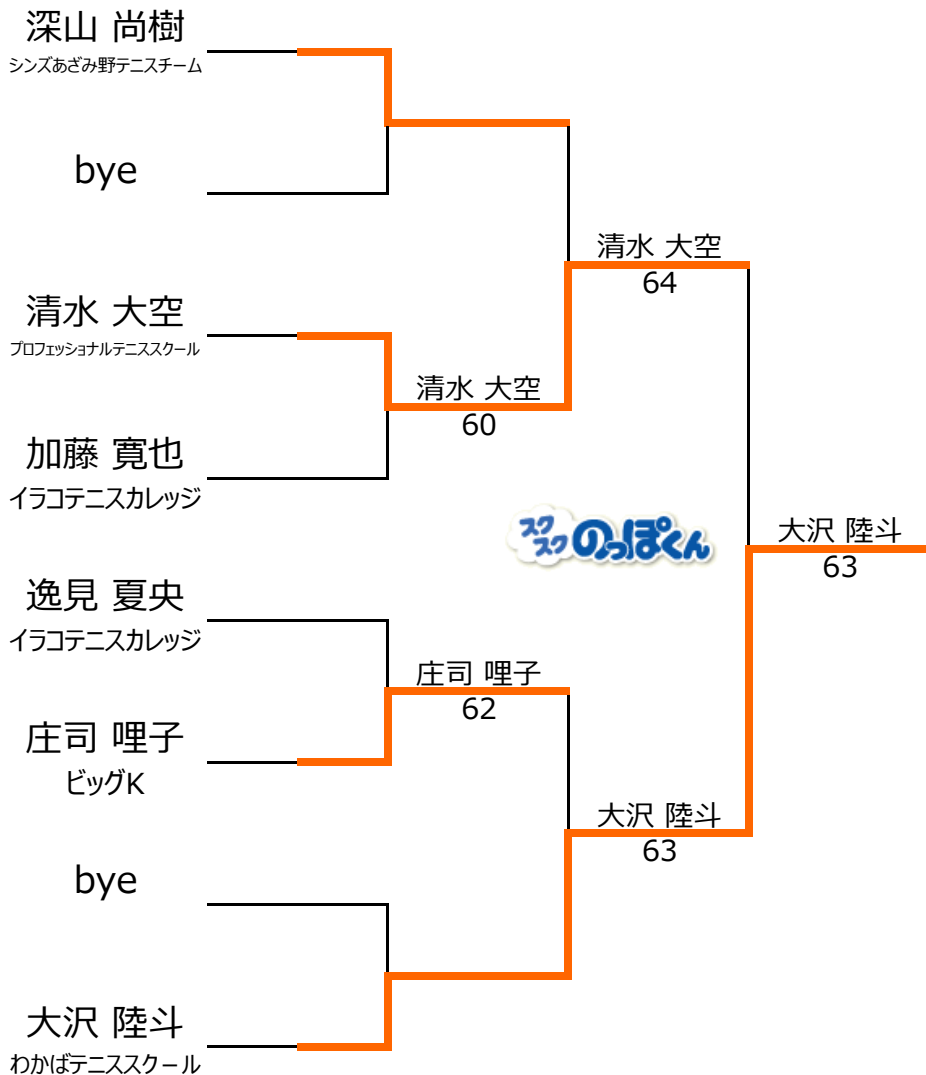 深山 尚樹
シンズあざみ野テニスチーム
bye
清水 大空
64
清水 大空
プロフェッショナルテニススクール
清水 大空
60
加藤 寛也
イラコテニスカレッジ
スク
スク
のっぽくん
大沢 陸斗
63
逸見 夏央
イラコテニスカレッジ
庄司 哩子
62
庄司 哩子
ビッグK
大沢 陸斗
63
bye
大沢 陸斗
わかばテニススクール